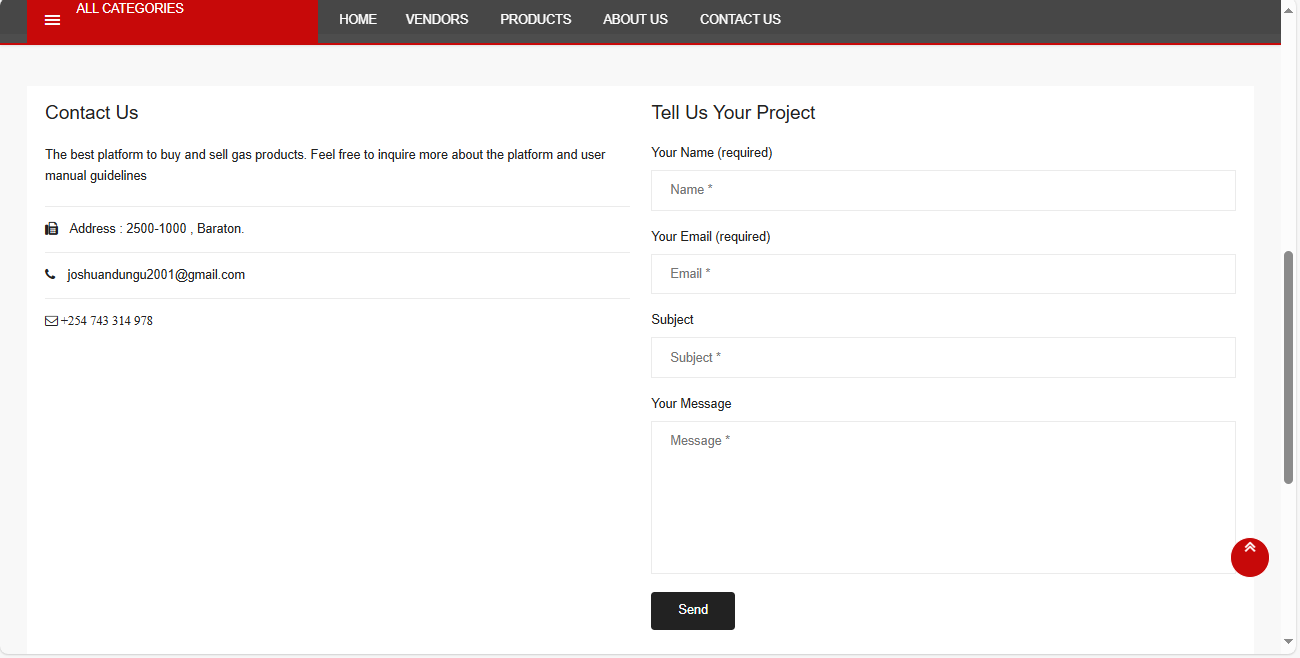 ALL CATEGORIES
HOME VENDORS PRODUCTS ABOUT US CONTACT US
Contact Us
The best platform to buy and sell gas products. Feel free to inquire more about the platform and user
manual guidelines
Address : 2500-1000 , Baraton.
joshuandungu2001@gmail.com
+254 743 314 978
Tell Us Your Project
Your Name (required)
Name *
Your Email (required)
Email *
Subject
Subject *
Your Message
Message *
Send